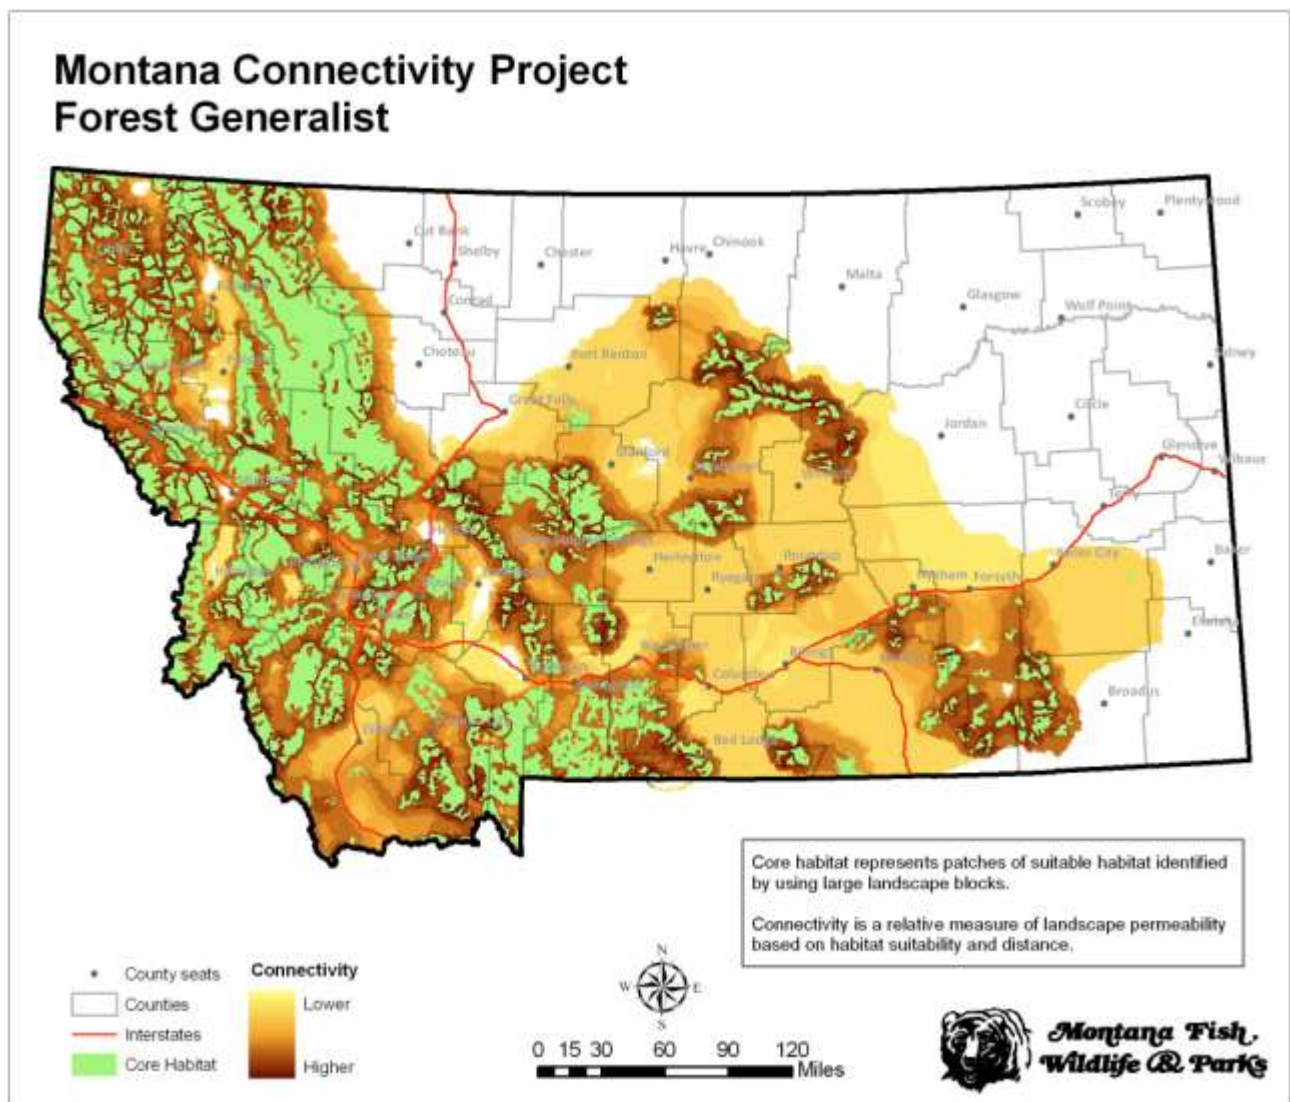 Montana Connectivity Project
Forest Generalist
Scobey
Plentywood
Cut Bank
Shelby
Chester
Havre
Chinook
Malta
Glasgow
Wolf Point
Conrad
Choteau
Fort Benton
Sidney
Great Falls
Jordan
Circle
Stanford
Glendive
Wibaux
Terry
Harlowton
Roundup
Ryegate
Miles City
Baker
Hysham
Forsyth
Ekalaka
Columbus
Billings
Broadus
Red Lodge
Core habitat represents patches of suitable habitat identified
by using large landscape blocks.
Connectivity is a relative measure of landscape permeability
based on habitat suitability and distance.
County seats
Counties
Interstates
Core Habitat
Connectivity
Lower
Higher
N
W
E
S
0 15 30 60 90 120
Miles
Montana Fish,
Wildlife & Parks